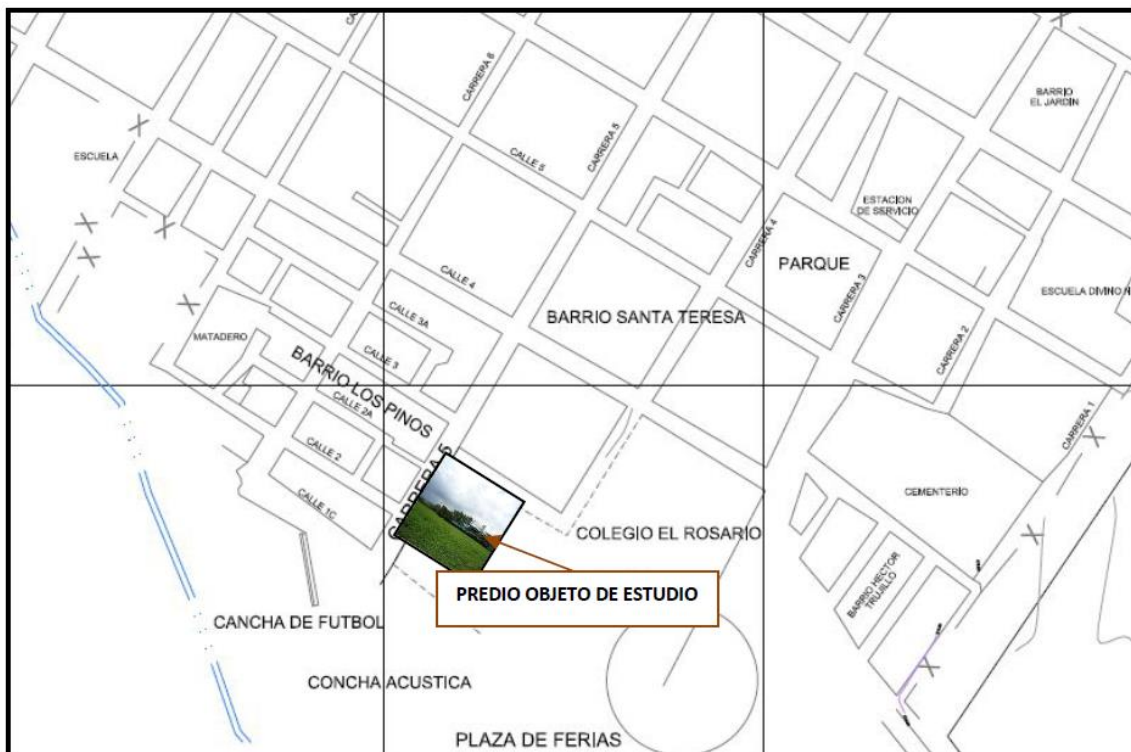 CARRERA 6
BARRIO
EL JARDÍN
ESCUELA
CALLE 5
CARRERA 5
ESTACION
DE SERVICIO
CARRERA 4
PARQUE
CARRERA 3
CALLE 4
ESCUELA DIVINO N
CALLE 3A
BARRIO SANTA TERESA
MATADERO
CALLE 3
CARRERA 2
BARRIO LOS PINOS
CALLE 2A
CARRERA 1
CALLE 2
CARRERA 5
CEMENTERIO
CALLE 1C
COLEGIO EL ROSARIO
PREDIO OBJETO DE ESTUDIO
BARRIO HECTOR
TRUJILLO
CANCHA DE FUTBOL
CONCHA ACUSTICA
PLAZA DE FERIAS